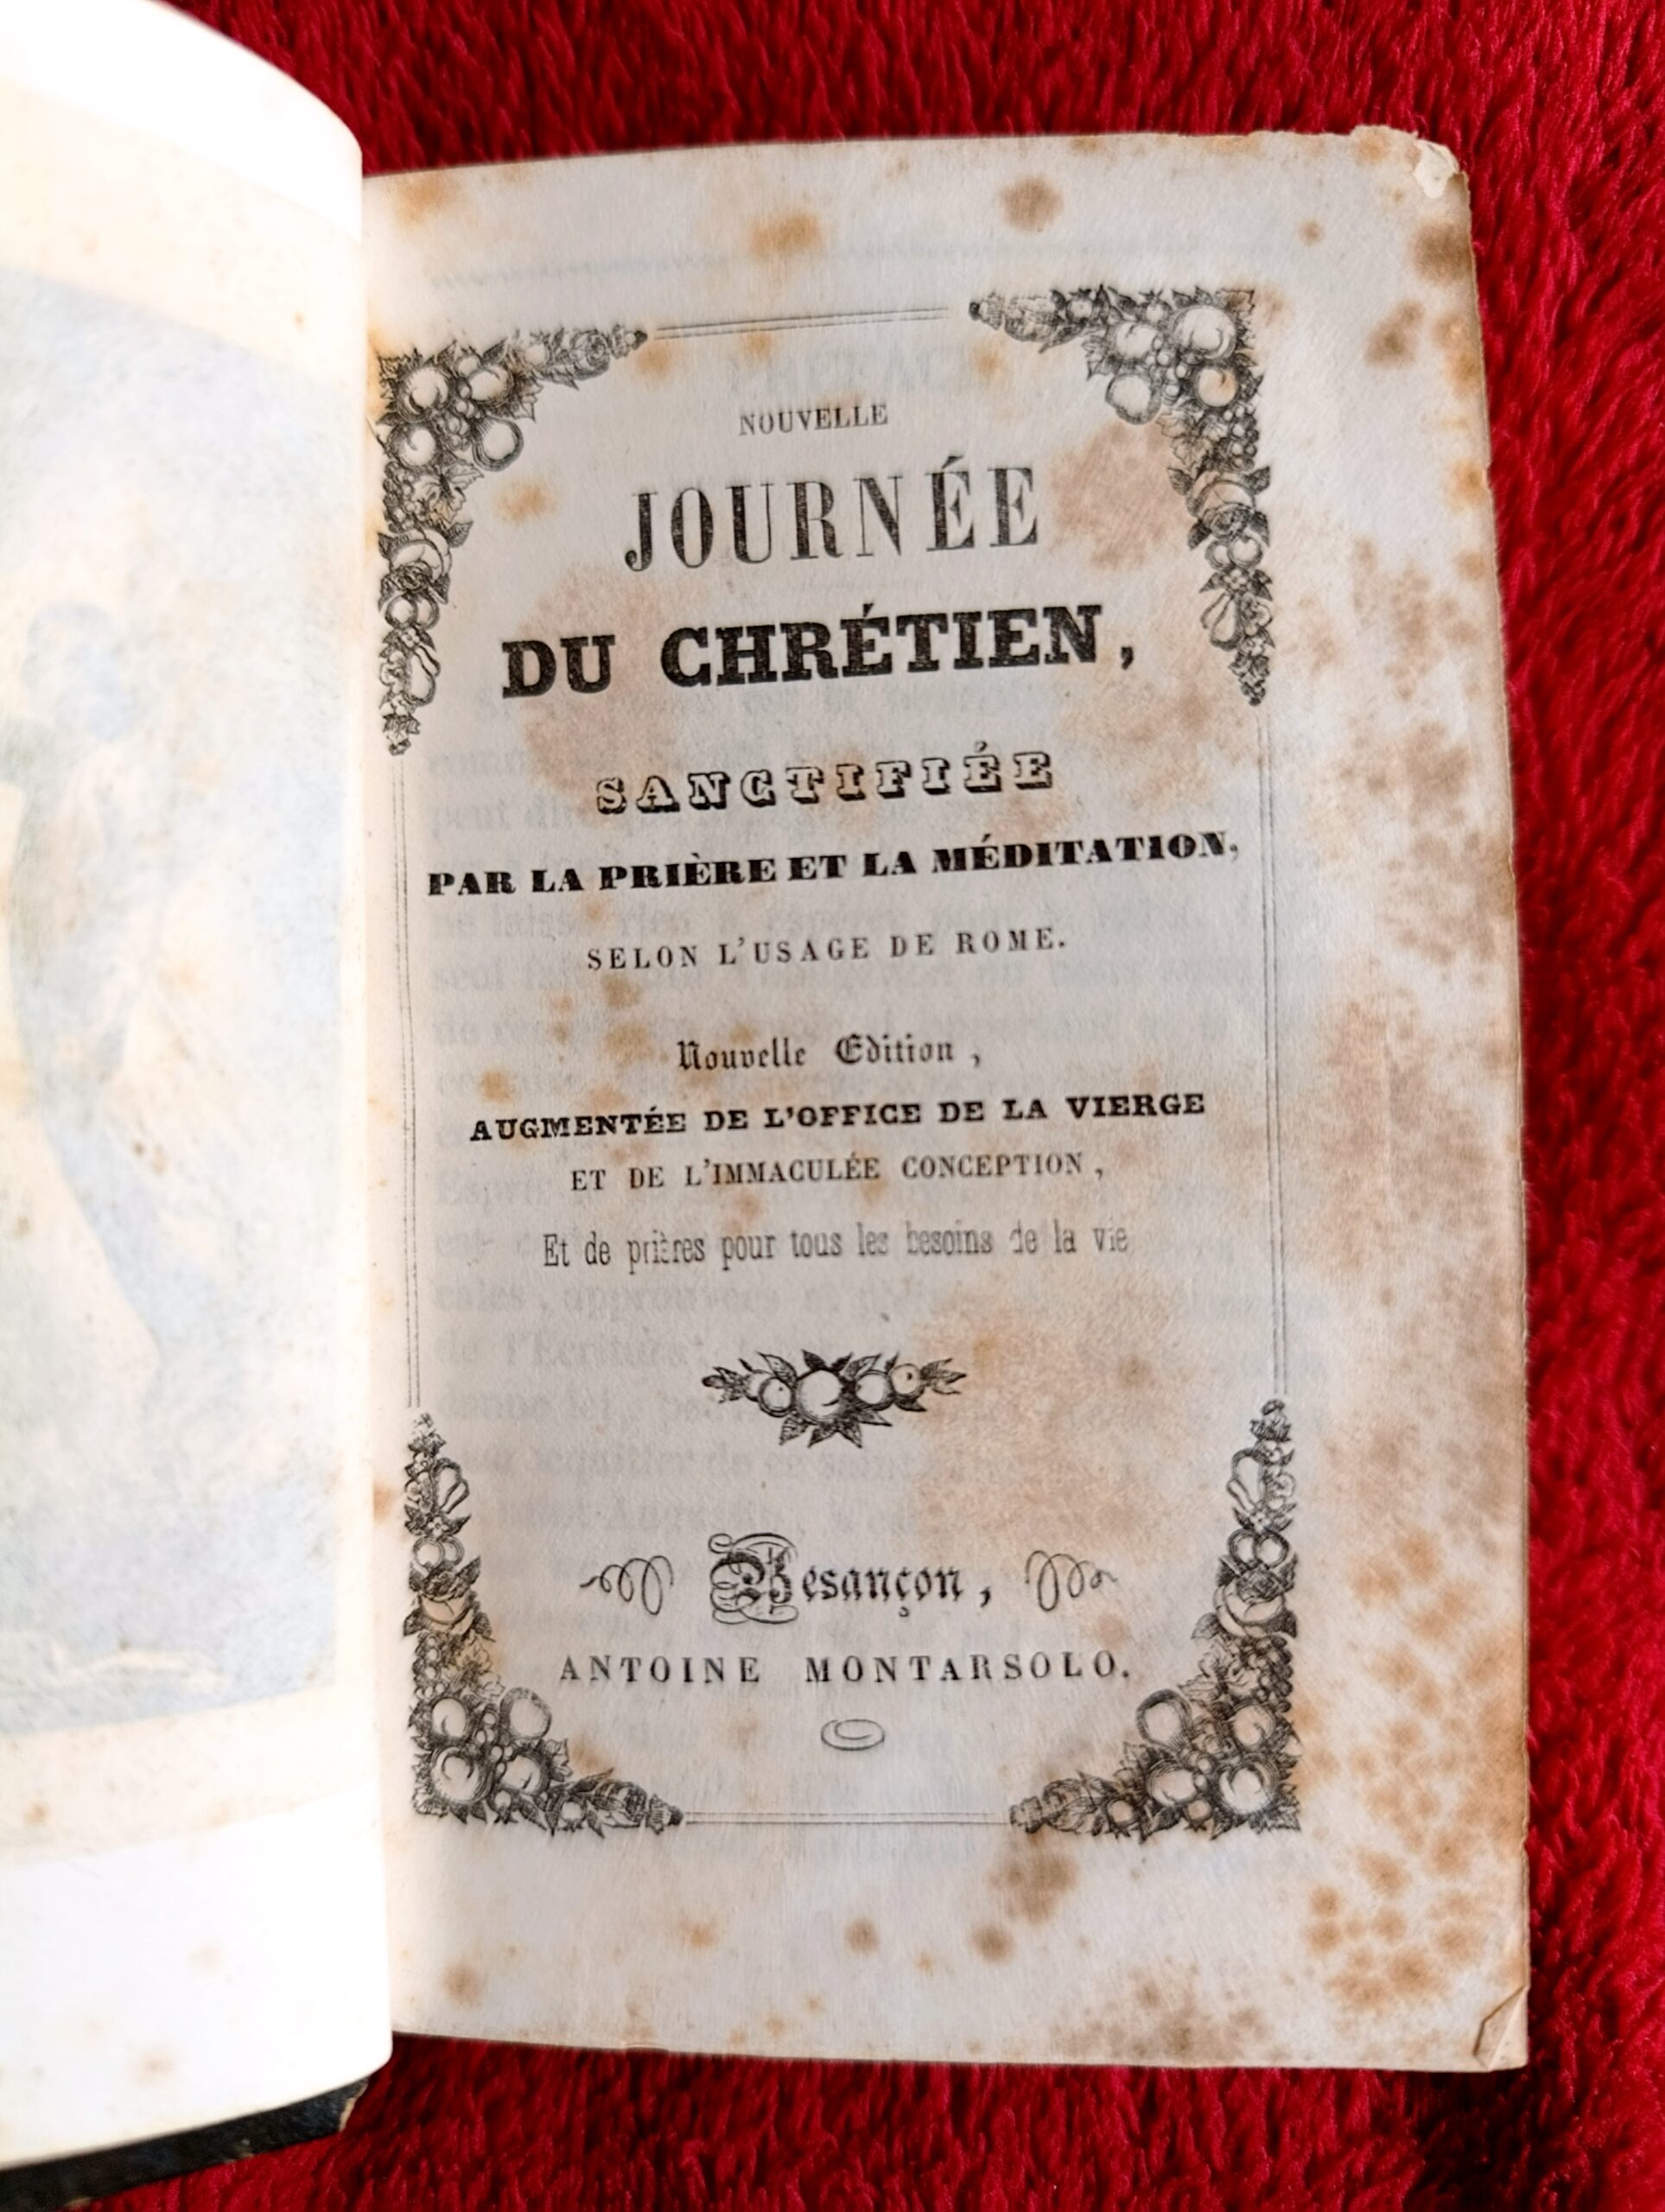 NOUVELLE
JOURNÉE
DU CHRÉTIEN,
SANCTIFIÉE
PAR LA PRIÈRE ET LA MÉDITATION,
SELON L'USAGE DE ROME.
Nouvelle Edition,
AUGMENTÉE DE L'OFFICE DE LA VIERGE
ET DE L'IMMACULÉE CONCEPTION,
Et de prières pour tous les besoins de la vie
Besançon,
ANTOINE MONTARSOLO.